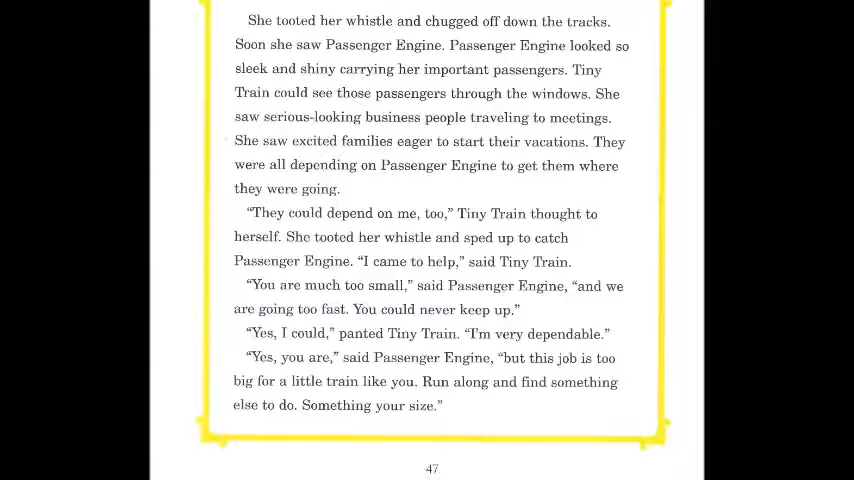 She tooted her whistle and chugged off down the tracks.
Soon she saw Passenger Engine. Passenger Engine looked so
sleek and shiny carrying her important passengers. Tiny
Train could see those passengers through the windows. She
saw serious-looking business people traveling to meetings.
She saw excited families eager to start their vacations. They
were all depending on Passenger Engine to get them where
they were going.
“They could depend on me, too,” Tiny Train thought to
herself. She tooted her whistle and sped up to catch
Passenger Engine. “I came to help,” said Tiny Train.
“You are much too small,” said Passenger Engine, “and we
are going too fast. You could never keep up.”
“Yes, I could,” panted Tiny Train. “I’m very dependable.”
“Yes, you are,” said Passenger Engine, “but this job is too
big for a little train like you. Run along and find something
else to do. Something your size.”
47